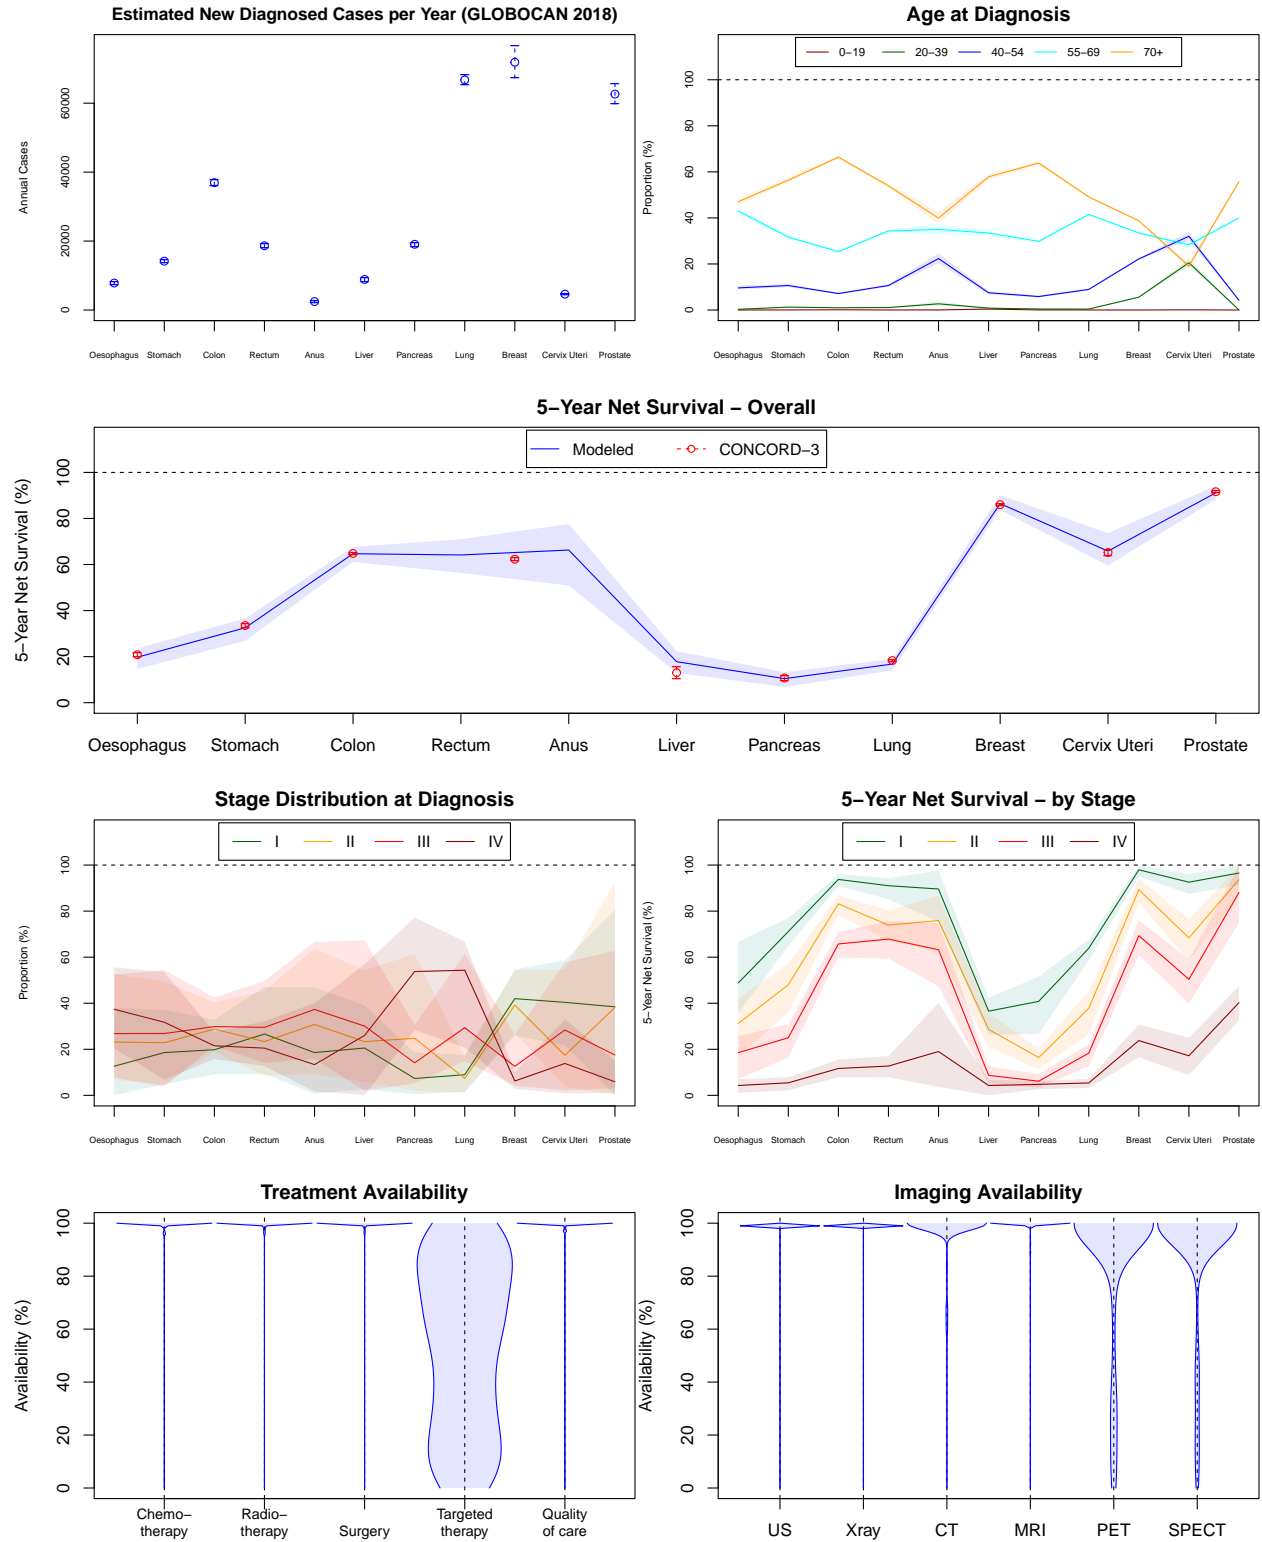 Estimated New Diagnosed Cases per Year (GLOBOCAN 2018)
Annual Cases
0 20000 40000 60000
Oesophagus Stomach Colon Rectum Anus Liver Pancreas Lung Breast Cervix Uteri Prostate
Age at Diagnosis
0−19 20−39 40−54 55−69 70+
Proportion (%)
0 20 40 60 80 100
Oesophagus Stomach Colon Rectum Anus Liver Pancreas Lung Breast Cervix Uteri Prostate
5−Year Net Survival − Overall
Modeled CONCORD−3
5−Year Net Survival (%)
0 20 40 60 80 100
Oesophagus Stomach Colon Rectum Anus Liver Pancreas Lung Breast Cervix Uteri Prostate
Stage Distribution at Diagnosis
I II III IV
Proportion (%)
0 20 40 60 80 100
Oesophagus Stomach Colon Rectum Anus Liver Pancreas Lung Breast Cervix Uteri Prostate
5−Year Net Survival − by Stage
I II III IV
5−Year Net Survival (%)
0 20 40 60 80 100
Oesophagus Stomach Colon Rectum Anus Liver Pancreas Lung Breast Cervix Uteri Prostate
Treatment Availability
Availability (%)
0 20 40 60 80 100
Chemo−
therapy
Radio−
therapy
Surgery
Targeted
therapy
Quality
of care
Imaging Availability
Availability (%)
0 20 40 60 80 100
US Xray CT MRI PET SPECT